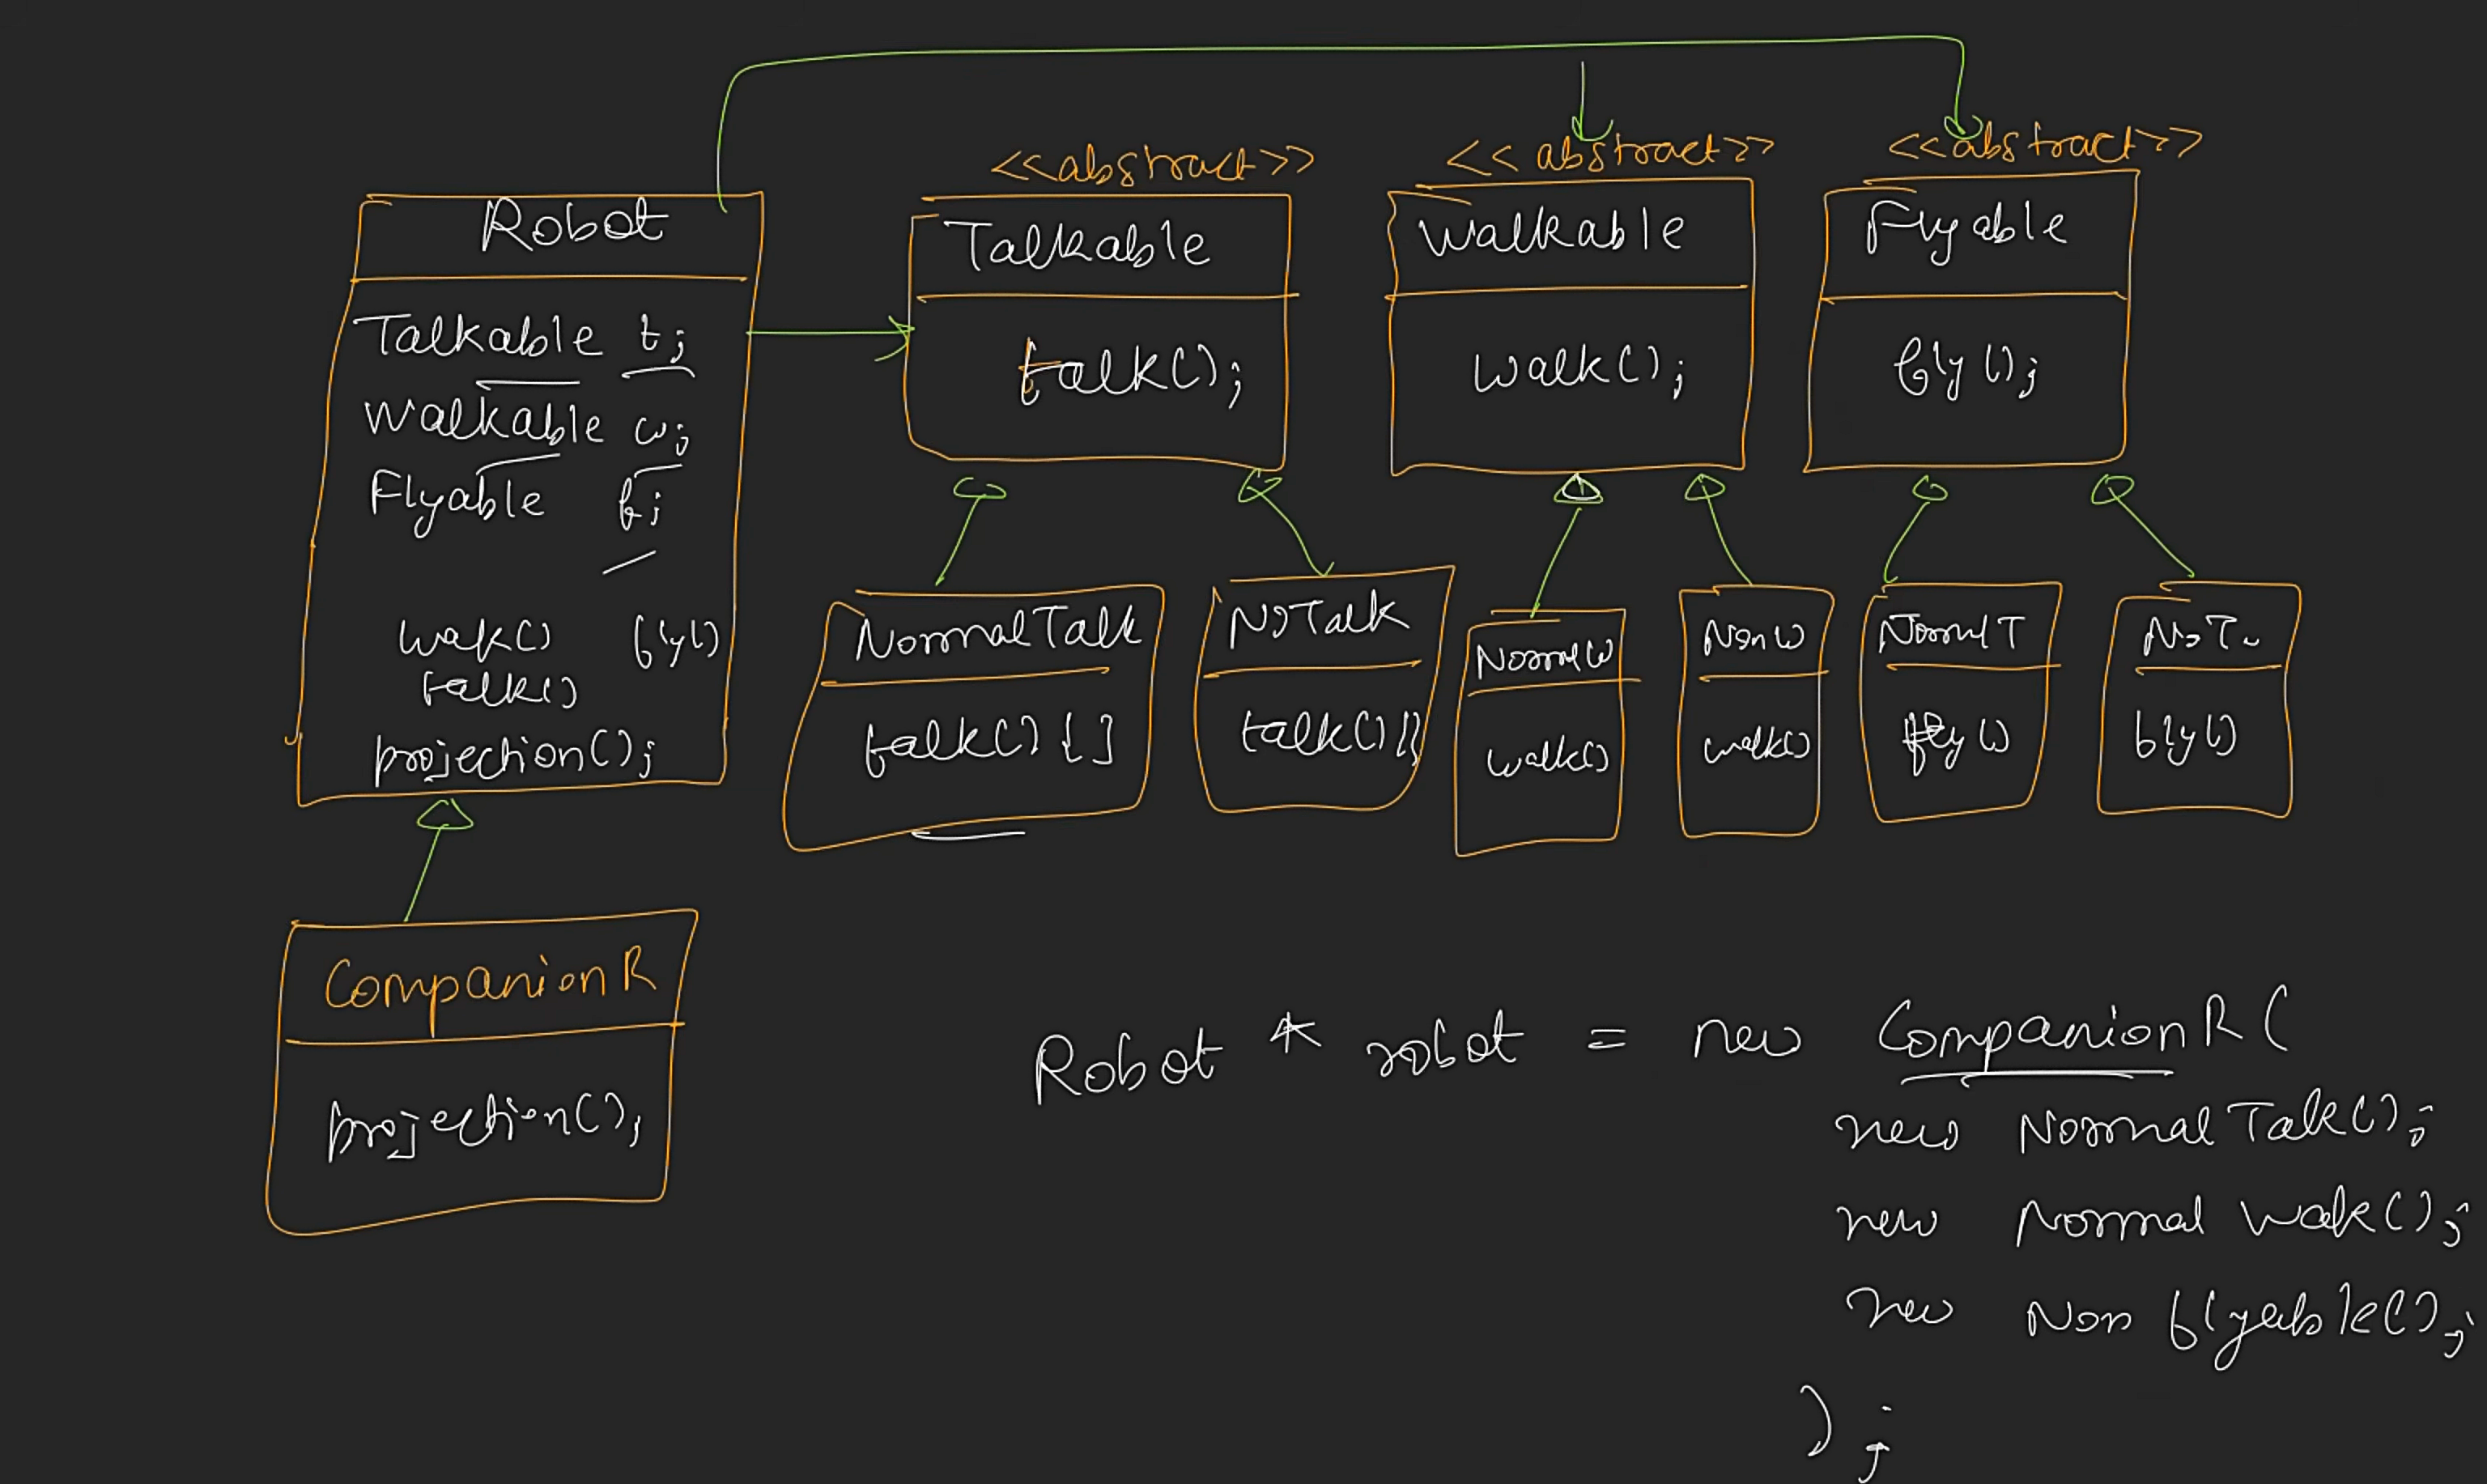 <<abstract>>
<<abstract>>
<<abstract>>
Robot
Talkable t;
Walkable w;
Flyable f;
walk() fly()
talk()
projection();
Talkable
talk();
Walkable
walk();
Flyable
fly();
NormalTalk
talk() { }
NoTalk
talk(){}
NormalW
walk()
NonW
walk()
NormalT
fly()
NoT
fly()
CompanionR
projection();
Robot * robot = new CompanionR(
new NormalTalk();
new Normal Walk();
new Non flyable();
);